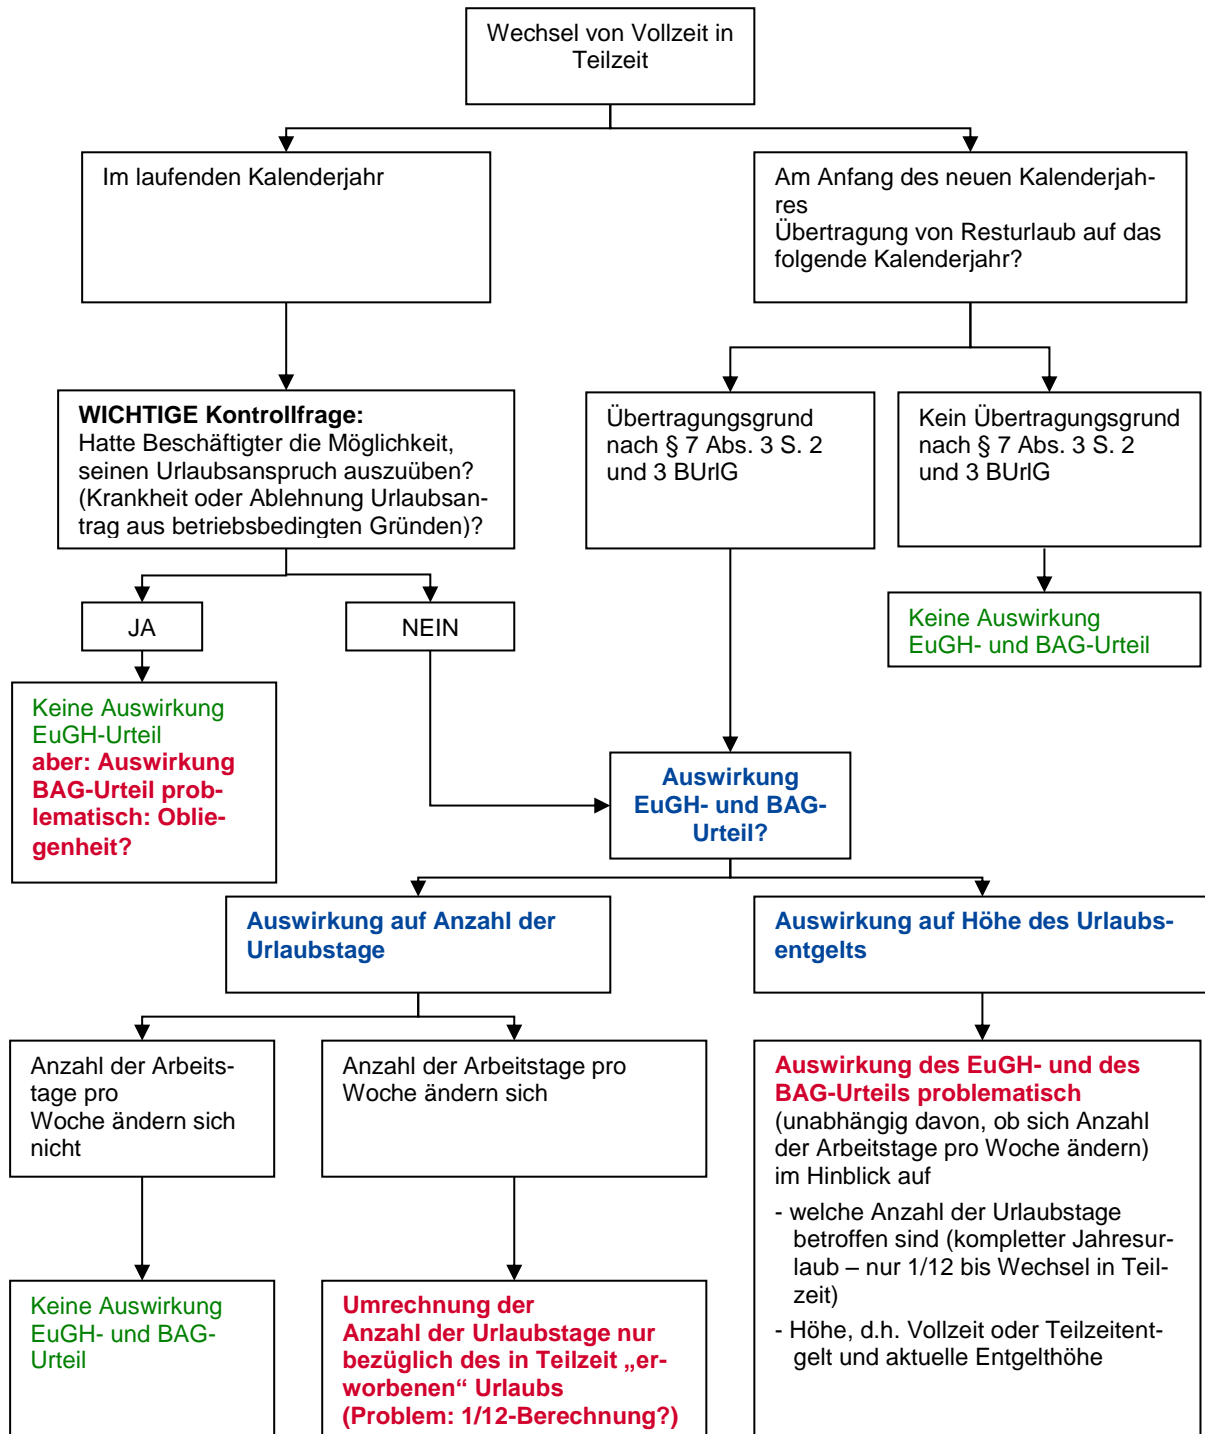 Wechsel von Vollzeit in
Teilzeit
Im laufenden Kalenderjahr
Am Anfang des neuen Kalenderjah-
res
Übertragung von Resturlaub auf das
folgende Kalenderjahr?
WICHTIGE Kontrollfrage:
Hatte Beschäftigter die Möglichkeit,
seinen Urlaubsanspruch auszuüben?
(Krankheit oder Ablehnung Urlaubsan-
trag aus betriebsbedingten Gründen)?
Übertragungsgrund
nach § 7 Abs. 3 S. 2
und 3 BUrlG
Kein Übertragungsgrund
nach § 7 Abs. 3 S. 2
und 3 BUrlG
JA
NEIN
Keine Auswirkung
EuGH- und BAG-Urteil
Keine Auswirkung
EuGH-Urteil
aber: Auswirkung
BAG-Urteil prob-
lematisch: Oblie-
genheit?
Auswirkung
EuGH- und BAG-
Urteil?
Auswirkung auf Anzahl der
Urlaubstage
Auswirkung auf Höhe des Urlaubs-
entgelts
Anzahl der Arbeits-
tage pro
Woche ändern sich
nicht
Anzahl der Arbeitstage pro
Woche ändern sich
Auswirkung des EuGH- und des
BAG-Urteils problematisch
(unabhängig davon, ob sich Anzahl
der Arbeitstage pro Woche ändern)
im Hinblick auf
- welche Anzahl der Urlaubstage
betroffen sind (kompletter Jahresur-
laub – nur 1/12 bis Wechsel in Teil-
zeit)
- Höhe, d.h. Vollzeit oder Teilzeitent-
gelt und aktuelle Entgelthöhe
Keine Auswirkung
EuGH- und BAG-
Urteil
Umrechnung der
Anzahl der Urlaubstage nur
bezüglich des in Teilzeit „er-
worbenen“ Urlaubs
(Problem: 1/12-Berechnung?)